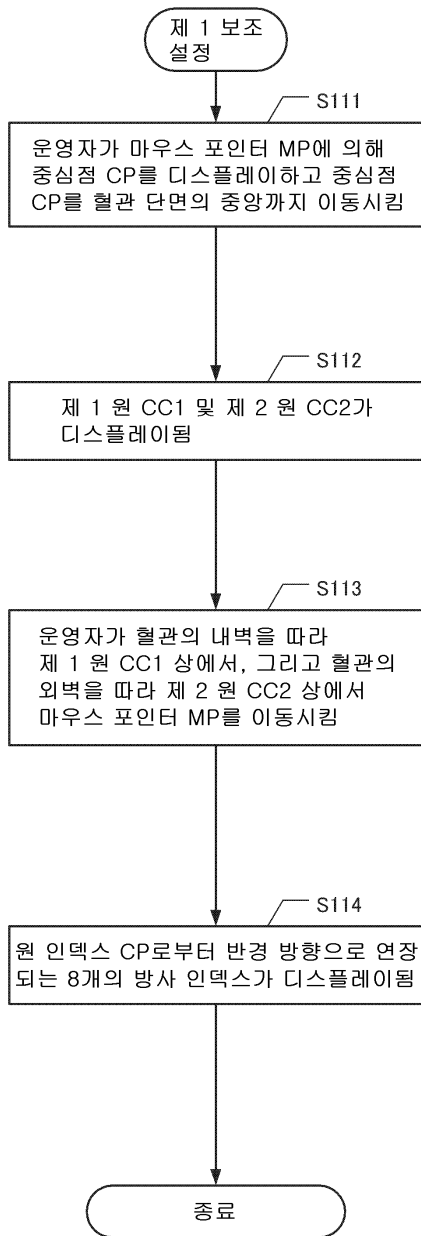 제 1 보조
설정
S111
운영자가 마우스 포인터 MP에 의해
중심점 CP를 디스플레이하고 중심점
CP를 혈관 단면의 중앙까지 이동시킴
S112
제 1 원 CC1 및 제 2 원 CC2가
디스플레이됨
S113
운영자가 혈관의 내벽을 따라
제 1 원 CC1 상에서, 그리고 혈관의
외벽을 따라 제 2 원 CC2 상에서
마우스 포인터 MP를 이동시킴
S114
원 인덱스 CP로부터 반경 방향으로 연장
되는 8개의 방사 인덱스가 디스플레이됨
종료